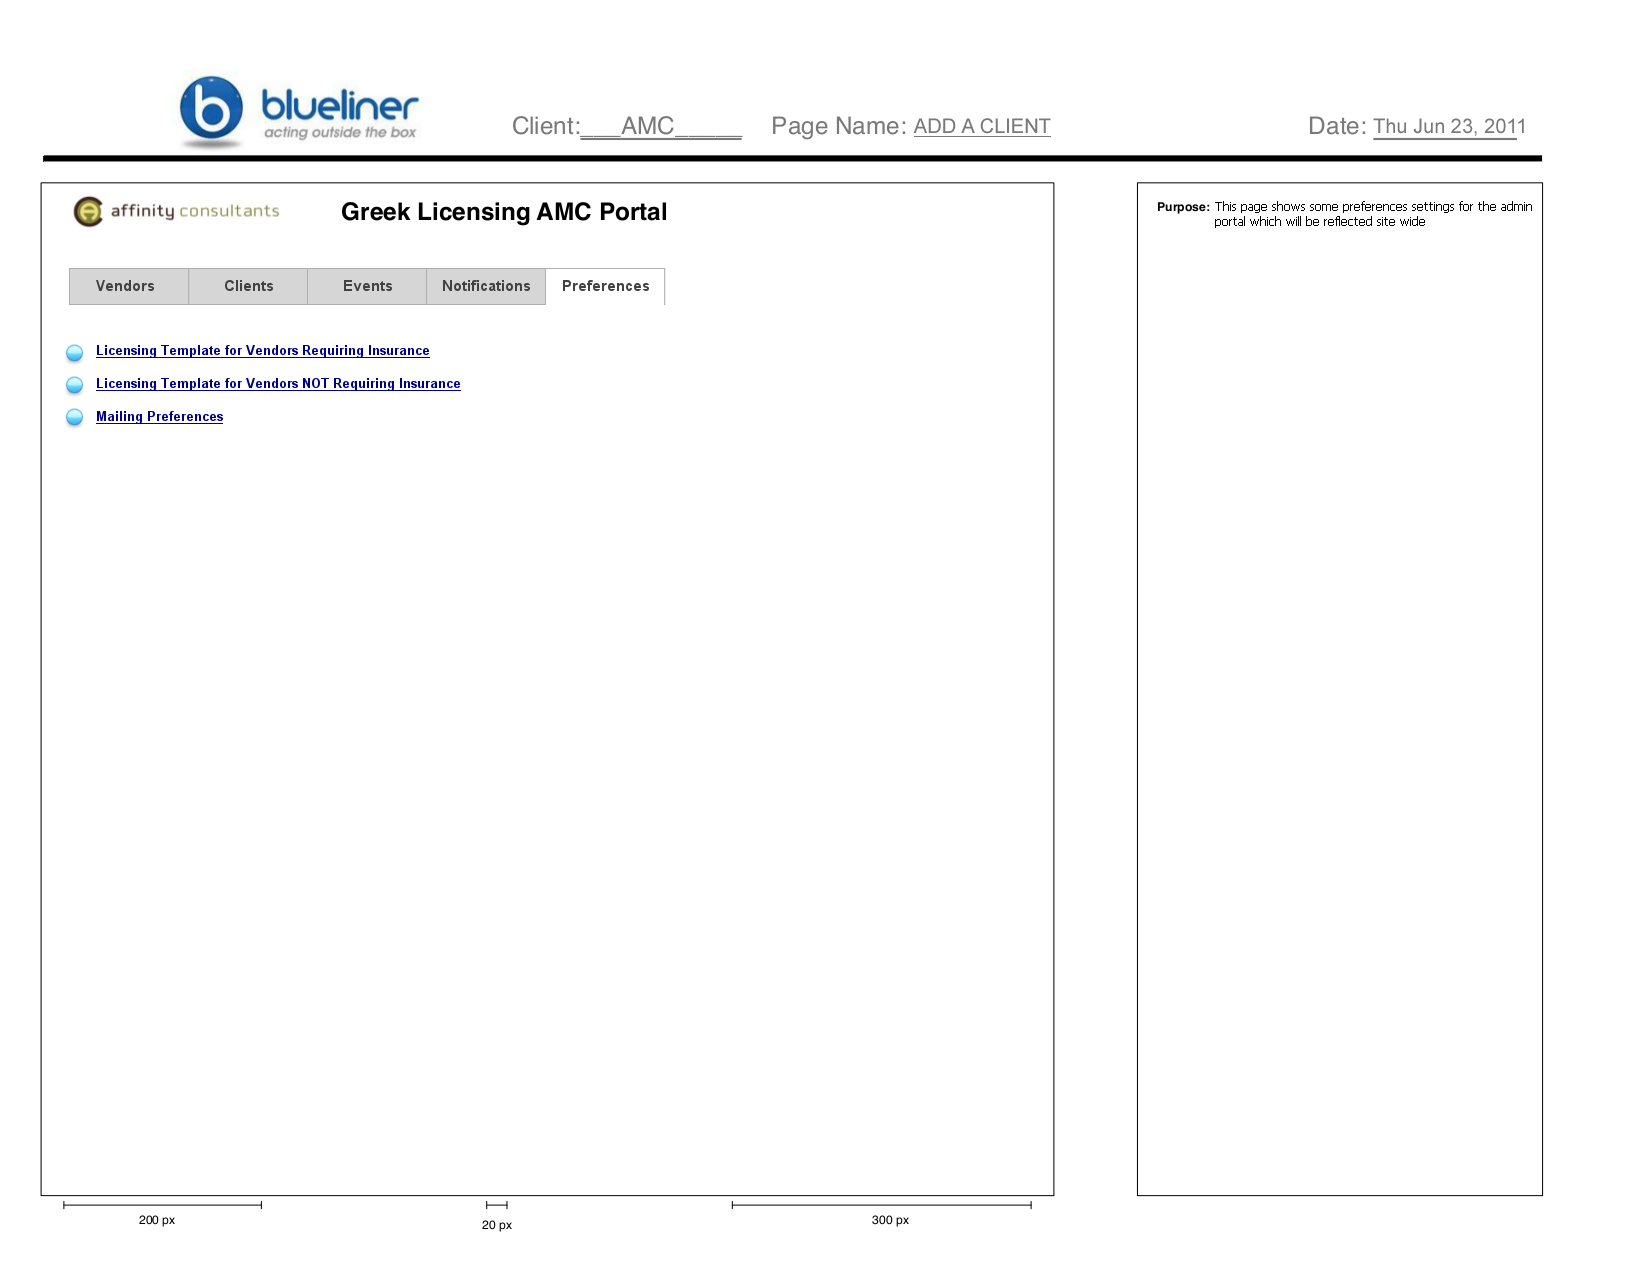 blueliner
acting outside the box
Client:___AMC_____ Page Name: ADD A CLIENT Date: Thu Jun 23, 2011
affinity consultants
Greek Licensing AMC Portal
Vendors Clients Events Notifications Preferences
Licensing Template for Vendors Requiring Insurance
Licensing Template for Vendors NOT Requiring Insurance
Mailing Preferences
Purpose: This page shows some preferences settings for the admin
portal which will be reflected site wide
200 px
20 px
300 px